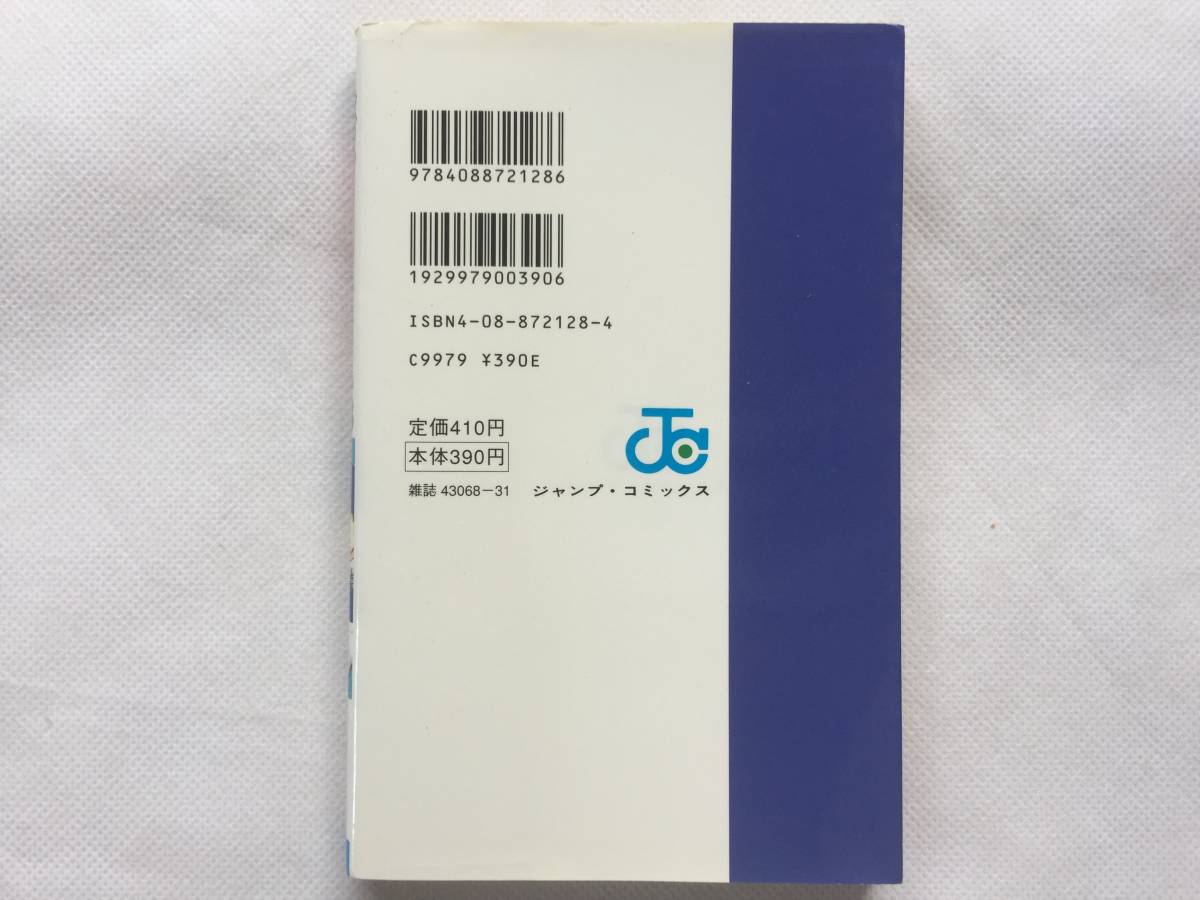 9784088721286
1929979003906
ISBN4-08-872128-4
C9979 ¥390E
定価410円
本体390円
雑誌 43068-31
ジャンプ・コミックス